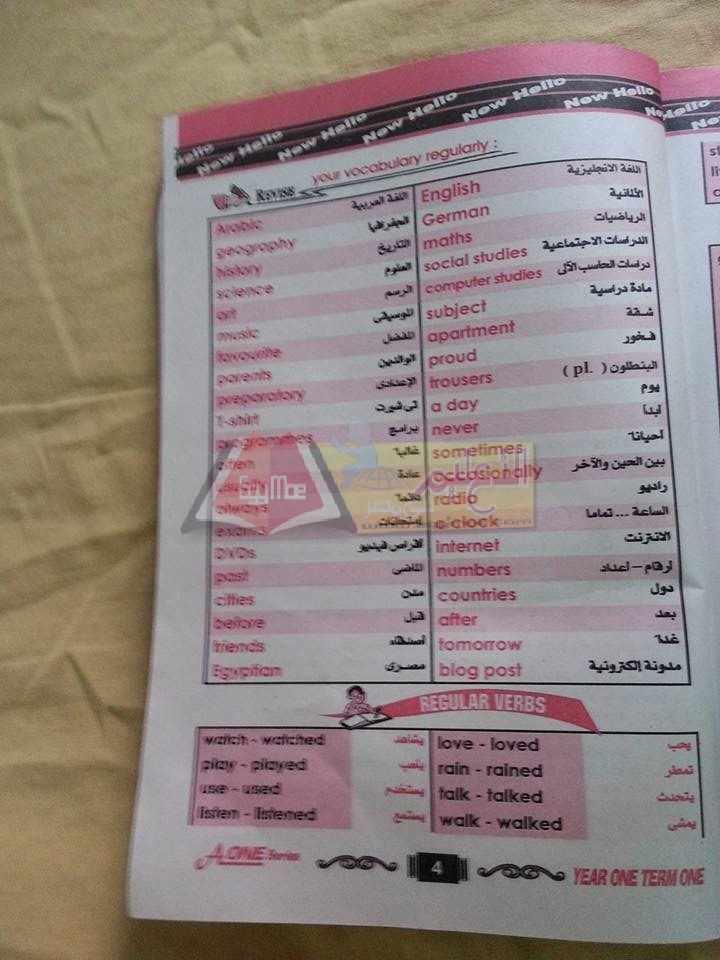 New Hello New Hello New Hello New Hello New Hello
Revise your vocabulary regularly :
Arabic اللغة العربية English اللغة الانجليزية
geography الجغرافيا German الألمانية
history التاريخ maths الرياضيات
science العلوم social studies الدراسات الاجتماعية
art الرسم computer studies دراسات الحاسب الآلى
music الموسيقى subject مادة دراسية
favourite المفضل apartment شقة
parents الوالدين proud فخور
preparatory الإعدادى trousers البنطلون ( pl. )
T-shirt تى شيرت a day يوم
programmes برامج never أبداً
often غالباً sometimes أحياناً
usually عادة occasionally بين الحين والآخر
always دائماً radio راديو
exams امتحانات o'clock الساعة ... تماما
DVDs أقراص فيديو internet الانترنت
past الماضى numbers أرقام – أعداد
cities مدن countries دول
before قبل after بعد
friends أصدقاء tomorrow غداً
Egyptian مصرى blog post مدونة إلكترونية
REGULAR VERBS
watch - watched يشاهد love - loved يحب
play - played يلعب rain - rained تمطر
use - used يستخدم talk - talked يتحدث
listen - listened يستمع walk - walked يمشى
A.ONE Series 4 YEAR ONE TERM ONE